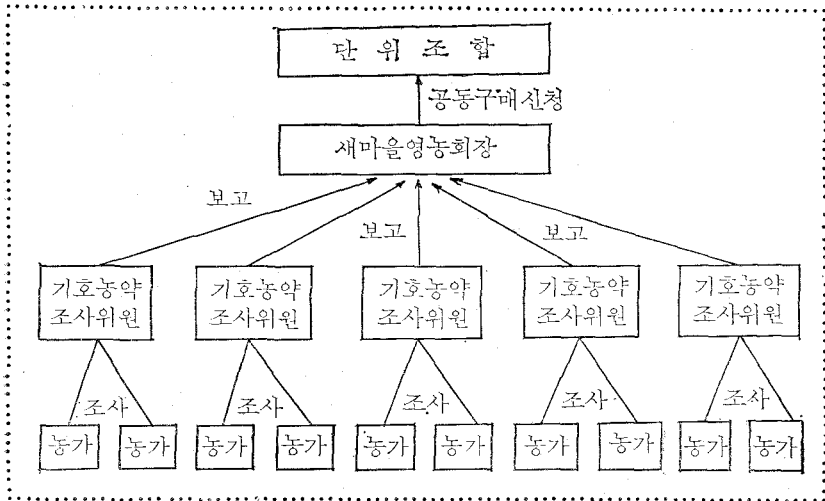 단위조합
공동구매신청
새마을영농회장
보고
보고
보고
기호농약
조사위원
기호농약
조사위원
기호농약
조사위원
기호농약
조사위원
기호농약
조사위원
조사
조사
조사
조사
조사
농가
농가
농가
농가
농가
농가
농가
농가
농가
농가